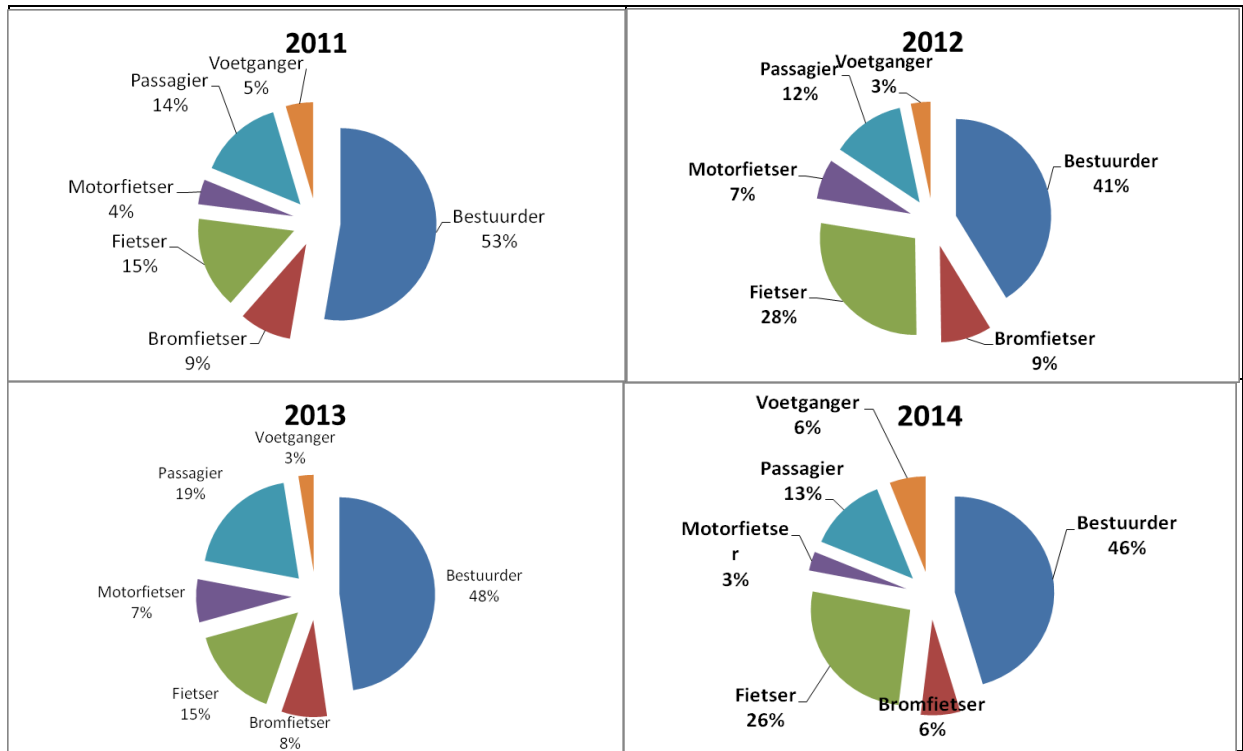 2011
Voetganger
5%
Passagier
14%
Motorfietser
4%
Fietser
15%
Bromfietser
9%
Bestuurder
53%
2012
Voetganger
3%
Passagier
12%
Motorfietser
7%
Fietser
28%
Bromfietser
9%
Bestuurder
41%
2013
Voetganger
3%
Passagier
19%
Motorfietser
7%
Fietser
15%
Bromfietser
8%
Bestuurder
48%
2014
Voetganger
6%
Passagier
13%
Motorfietse
r
3%
Fietser
26%
Bromfietser
6%
Bestuurder
46%